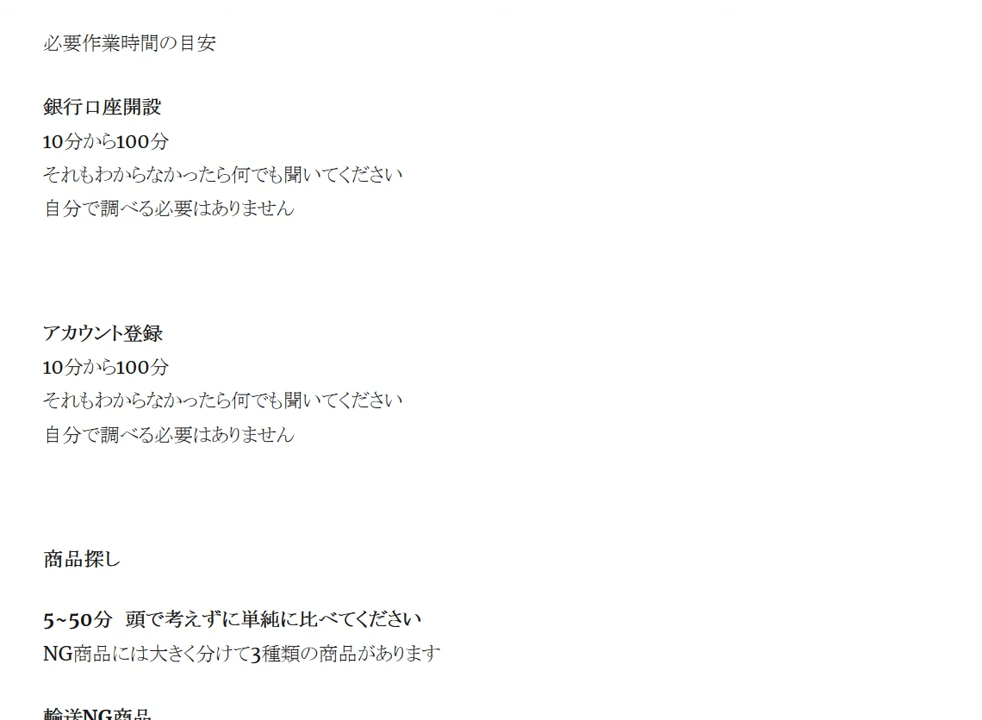 必要作業時間の目安
銀行口座開設
10分から100分
それもわからなかったら何でも聞いてください
自分で調べる必要はありません
アカウント登録
10分から100分
それもわからなかったら何でも聞いてください
自分で調べる必要はありません
商品探し
5~50分 頭で考えずに単純に比べてください
NG商品には大きく分けて3種類の商品があります
輸送NG商品